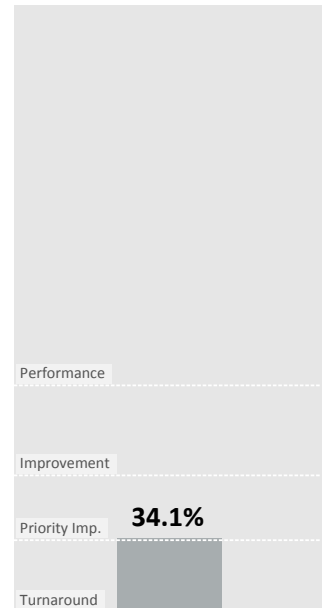 Performance
Improvement
34.1%
Priority Imp.
Turnaround